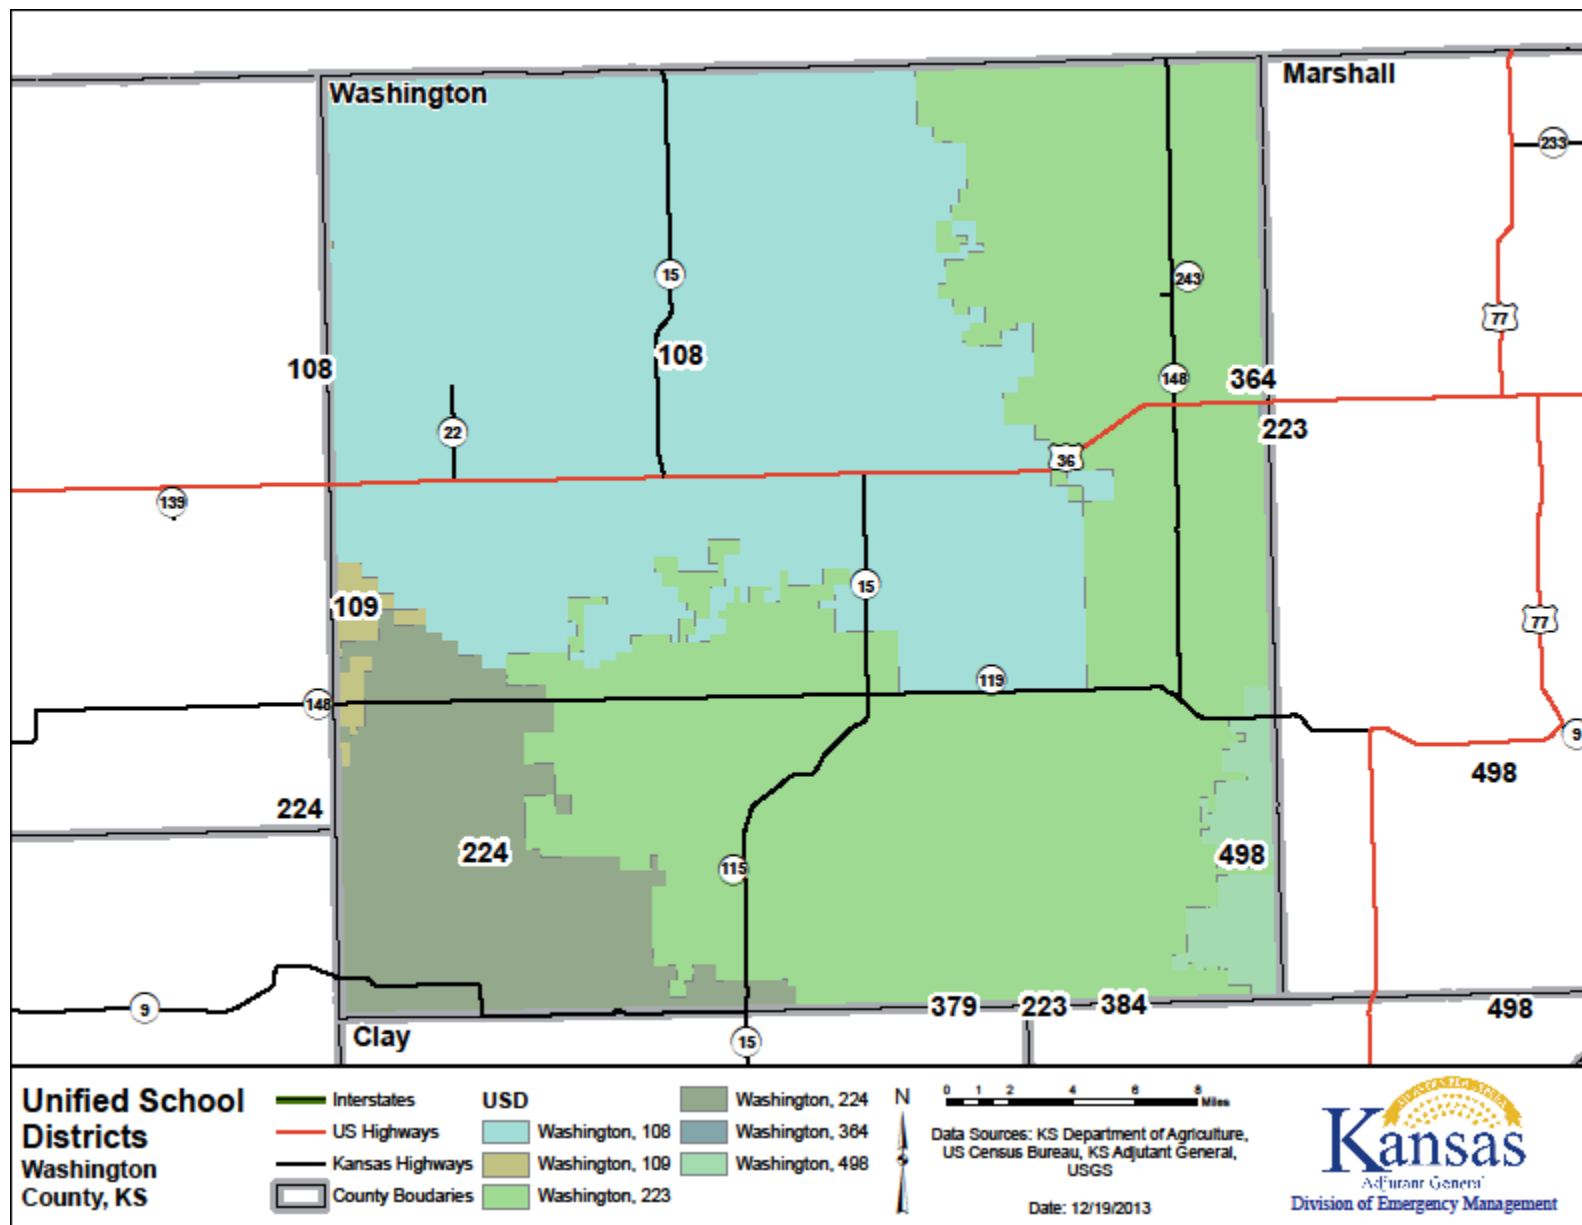 Washington
Marshall
233
15
243
77
108
108
148
364
223
22
36
139
15
109
77
119
148
9
498
224
224
115
498
9
379
223
384
498
Clay
15
Unified School
Districts
Washington
County, KS
Interstates
US Highways
Kansas Highways
County Boudaries
USD
Washington, 108
Washington, 109
Washington, 223
Washington, 224
Washington, 364
Washington, 498
N
0 1 2 4 6 8
Miles
Data Sources: KS Department of Agriculture,
US Census Bureau, KS Adjutant General,
USGS
Date: 12/19/2013
Kansas
Adjutant General
Division of Emergency Management